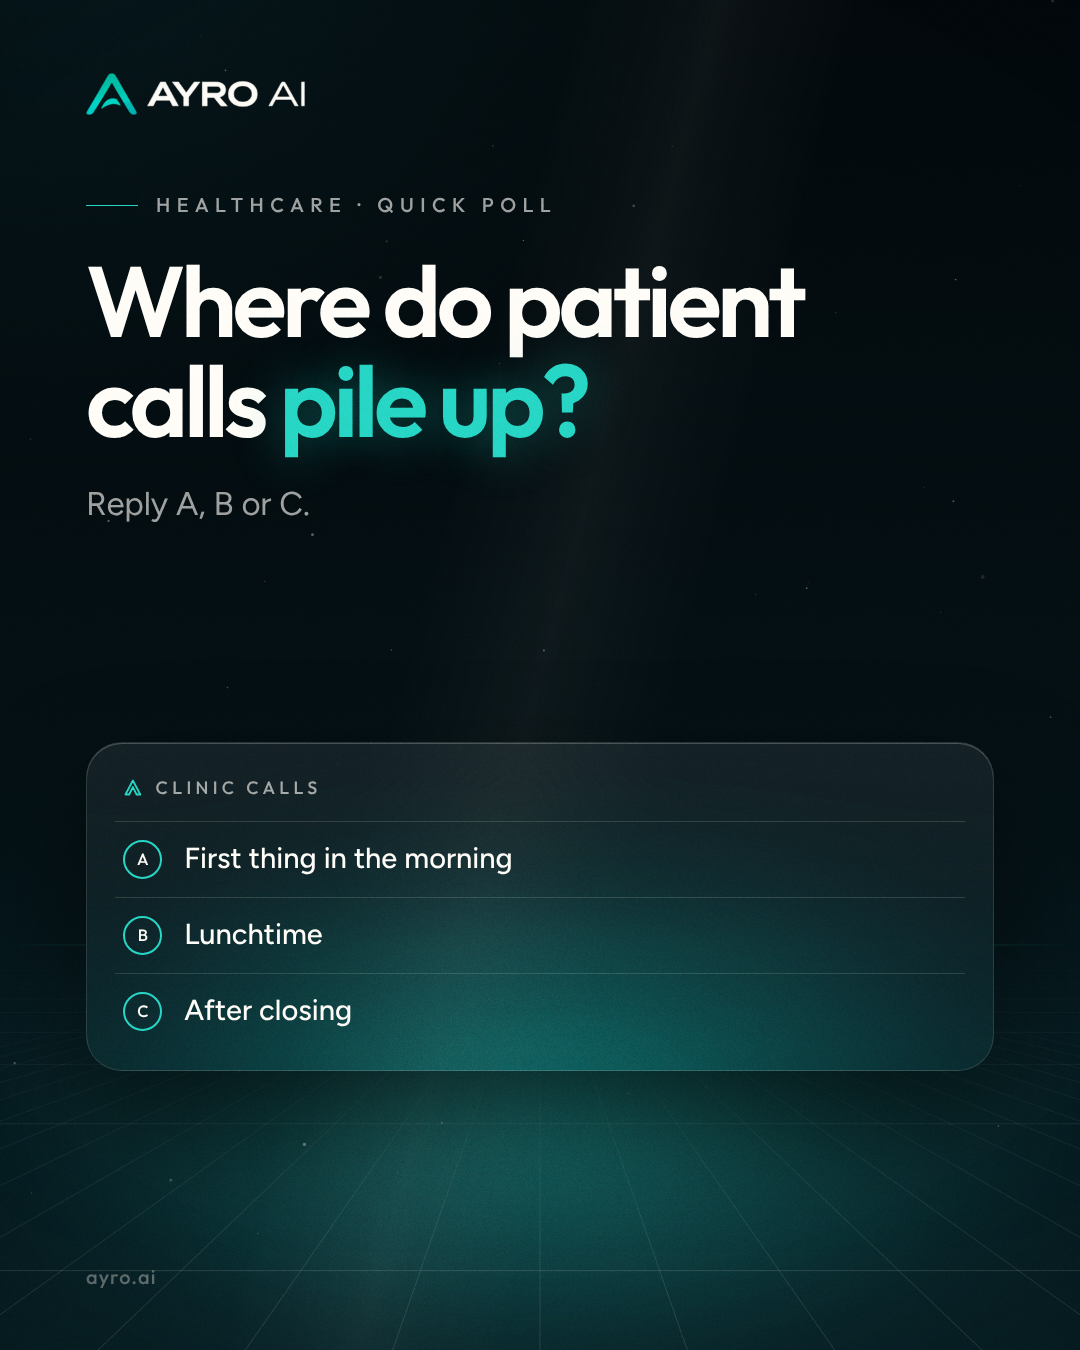 AYRO AI
HEALTHCARE · QUICK POLL
Where do patient
calls pile up?
Reply A, B or C.
CLINIC CALLS
A First thing in the morning
B Lunchtime
C After closing
ayro.ai